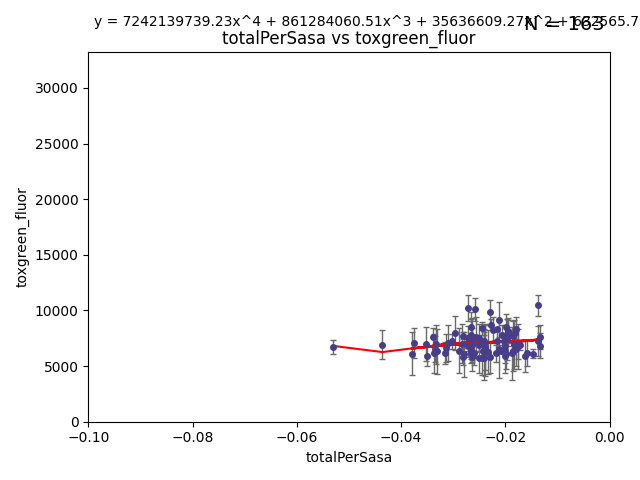 y = 7242139739.23x^4 + 861284060.51x^3 + 35636609.27x^2 +
N = 163
totalPerSasa vs toxgreen_fluor
30000
25000
20000
15000
10000
5000
0
toxgreen_fluor
−0.10 −0.08 −0.06 −0.04 −0.02 0.00
totalPerSasa